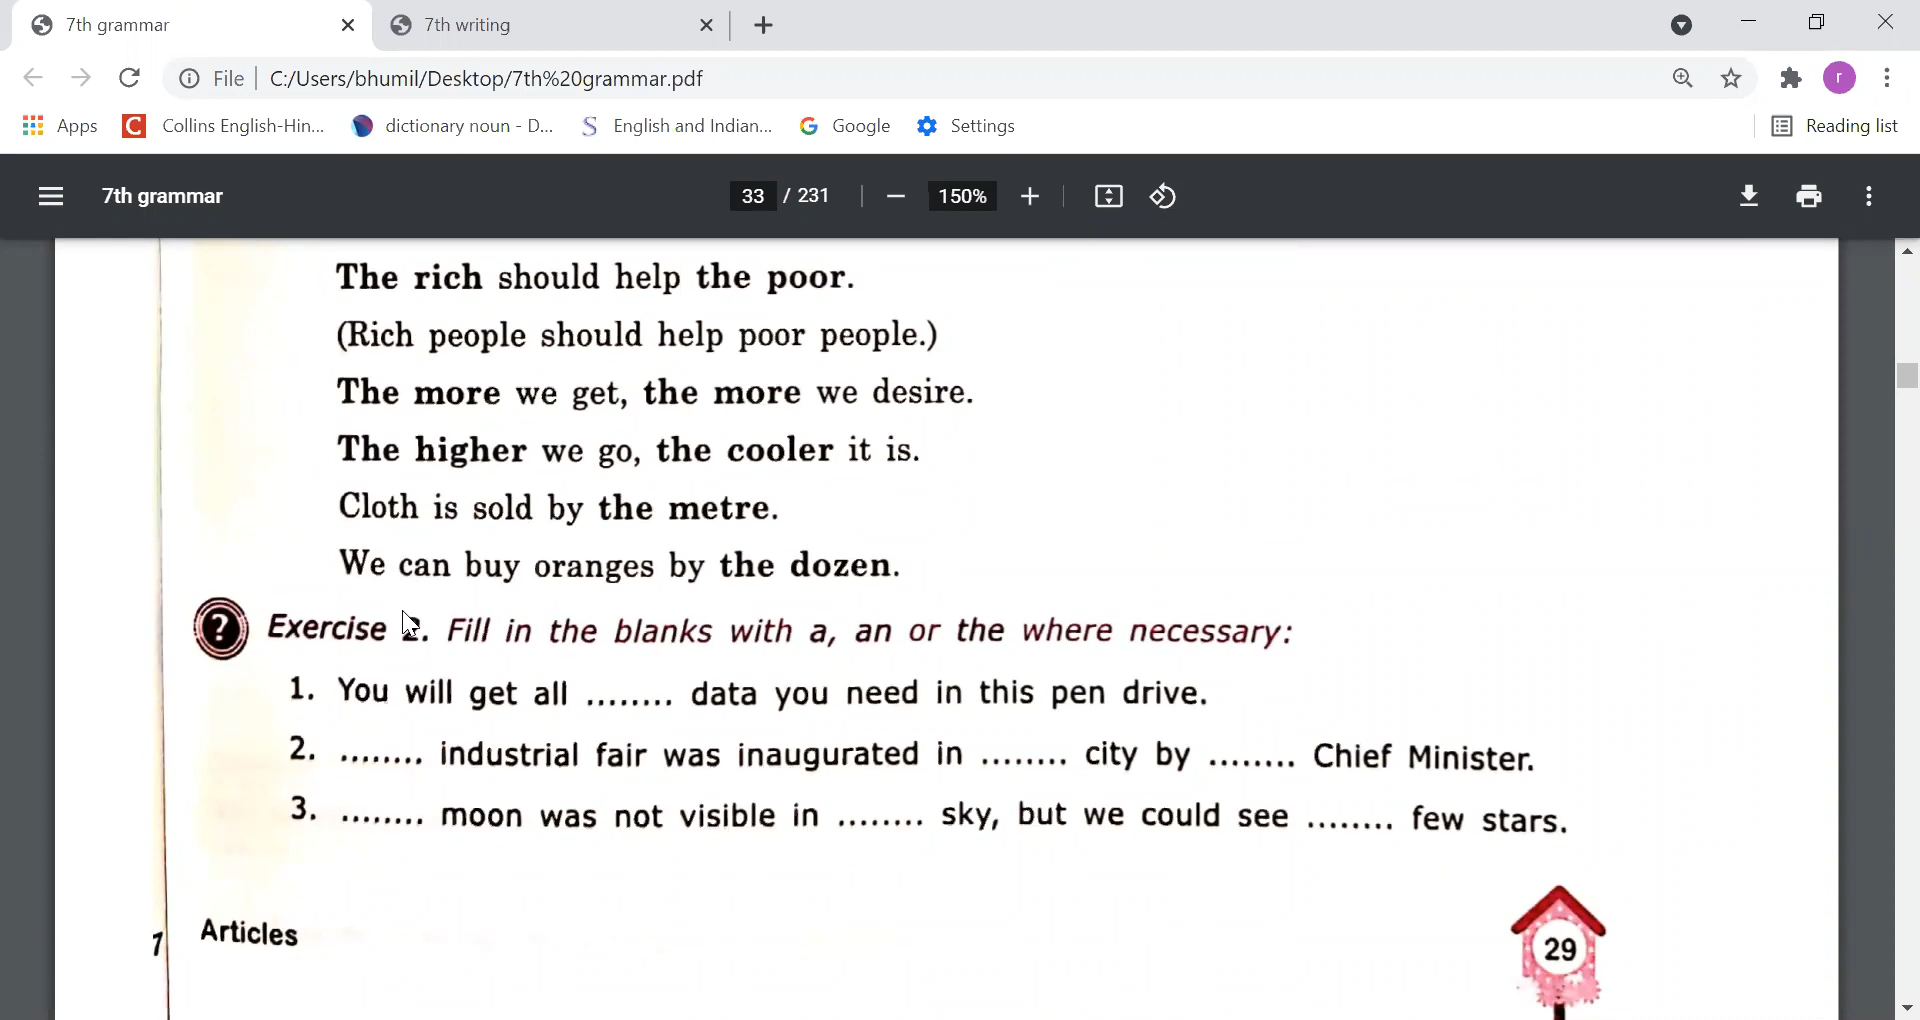 7th grammar
7th writing
File C:/Users/bhumil/Desktop/7th%20grammar.pdf
r
Apps Collins English-Hin... dictionary noun - D... English and Indian... Google Settings Reading list
7th grammar 33 / 231 150%
The rich should help the poor.
(Rich people should help poor people.)
The more we get, the more we desire.
The higher we go, the cooler it is.
Cloth is sold by the metre.
We can buy oranges by the dozen.
? Exercise 2. Fill in the blanks with a, an or the where necessary:
1. You will get all ........ data you need in this pen drive.
2. ........ industrial fair was inaugurated in ........ city by ........ Chief Minister.
3. ........ moon was not visible in ........ sky, but we could see ........ few stars.
Articles
29